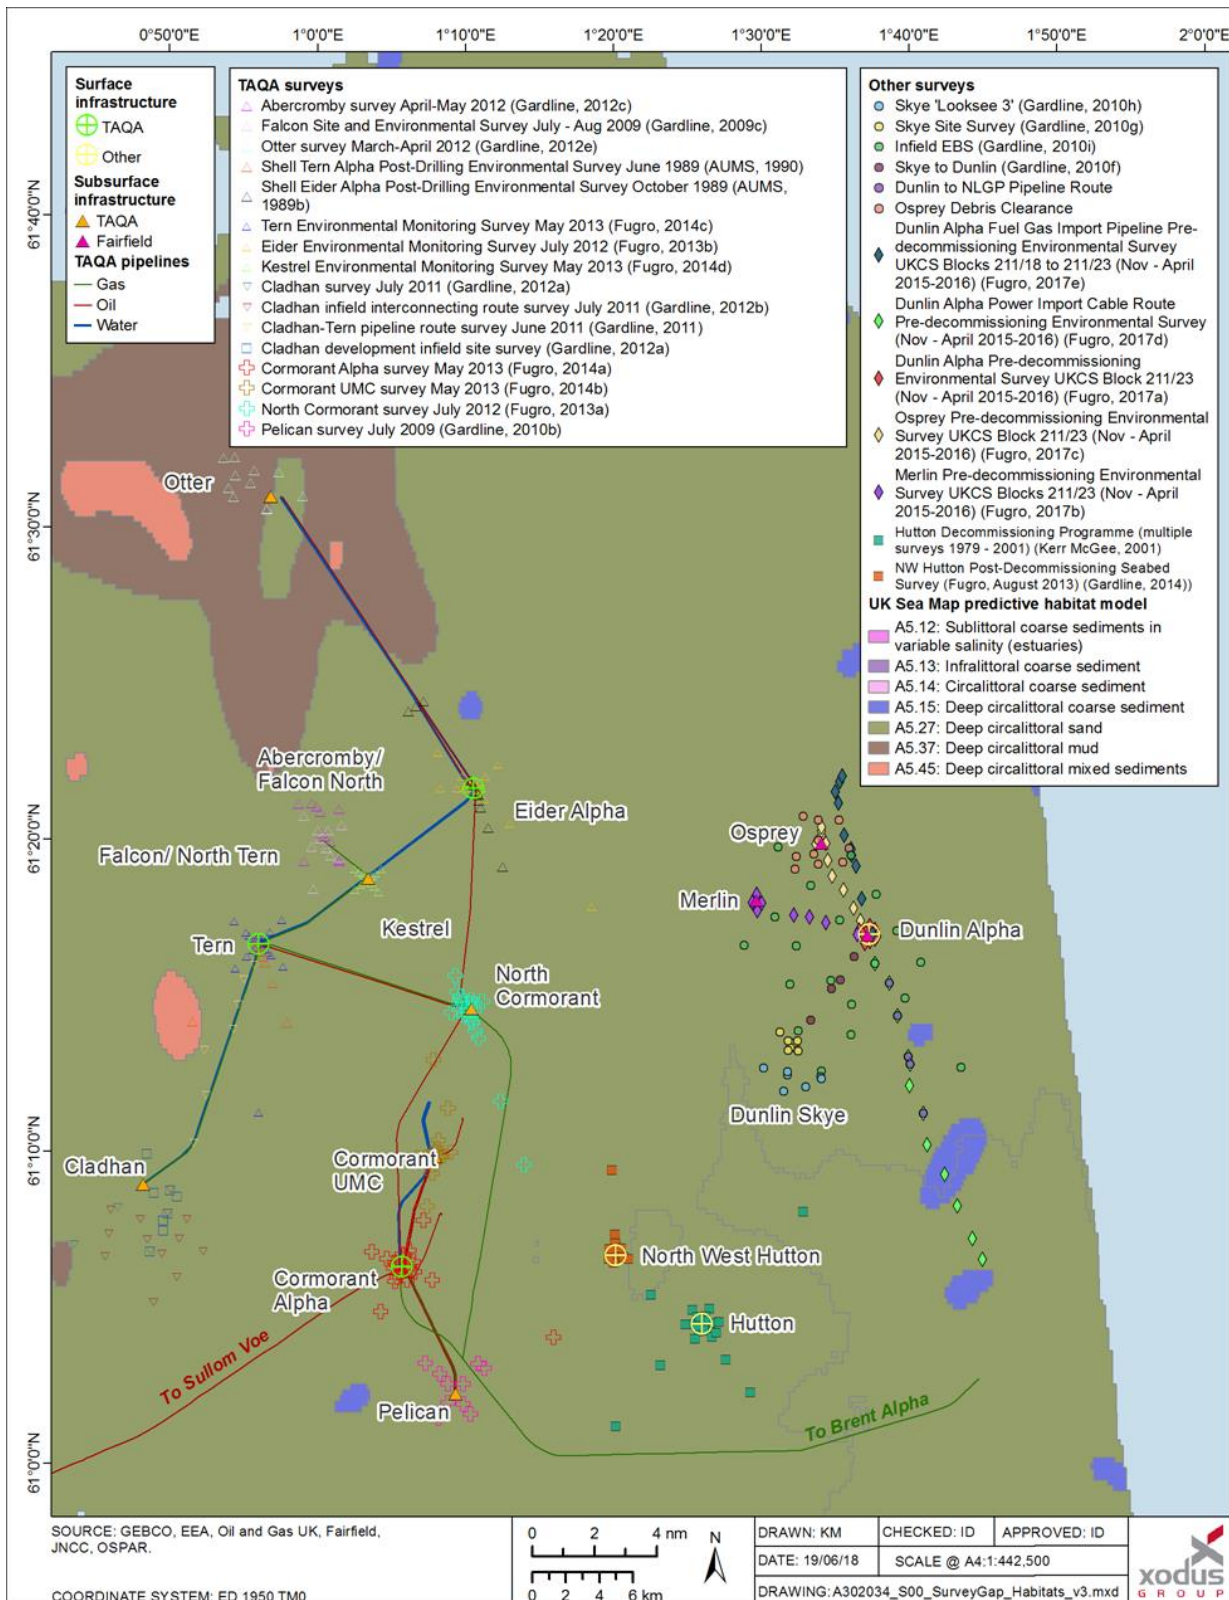 0°50'0"E 1°0'0"E 1°10'0"E 1°20'0"E 1°30'0"E 1°40'0"E 1°50'0"E 2°0'0"E
Surface
infrastructure
TAQA
Other
Subsurface
infrastructure
TAQA
Fairfield
TAQA pipelines
Gas
Oil
Water
TAQA surveys
Abercromby survey April-May 2012 (Gardline, 2012c)
Falcon Site and Environmental Survey July - Aug 2009 (Gardline, 2009c)
Otter survey March-April 2012 (Gardline, 2012e)
Shell Tern Alpha Post-Drilling Environmental Survey June 1989 (AUMS, 1990)
Shell Eider Alpha Post-Drilling Environmental Survey October 1989 (AUMS,
1989b)
Tern Environmental Monitoring Survey May 2013 (Fugro, 2014c)
Eider Environmental Monitoring Survey July 2012 (Fugro, 2013b)
Kestrel Environmental Monitoring Survey May 2013 (Fugro, 2014d)
Cladhan survey July 2011 (Gardline, 2012a)
Cladhan infield interconnecting route survey July 2011 (Gardline, 2012b)
Cladhan-Tern pipeline route survey June 2011 (Gardline, 2011)
Cladhan development infield site survey (Gardline, 2012a)
Cormorant Alpha survey May 2013 (Fugro, 2014a)
Cormorant UMC survey May 2013 (Fugro, 2014b)
North Cormorant survey July 2012 (Fugro, 2013a)
Pelican survey July 2009 (Gardline, 2010b)
Other surveys
Skye 'Looksee 3' (Gardline, 2010h)
Skye Site Survey (Gardline, 2010g)
Infield EBS (Gardline, 2010i)
Skye to Dunlin (Gardline, 2010f)
Dunlin to NLGP Pipeline Route
Osprey Debris Clearance
Dunlin Alpha Fuel Gas Import Pipeline Pre-
decommissioning Environmental Survey
UKCS Blocks 211/18 to 211/23 (Nov - April
2015-2016) (Fugro, 2017e)
Dunlin Alpha Power Import Cable Route
Pre-decommissioning Environmental Survey
(Nov - April 2015-2016) (Fugro, 2017d)
Dunlin Alpha Pre-decommissioning
Environmental Survey UKCS Block 211/23
(Nov - April 2015-2016) (Fugro, 2017a)
Osprey Pre-decommissioning Environmental
Survey UKCS Block 211/23 (Nov - April
2015-2016) (Fugro, 2017c)
Merlin Pre-decommissioning Environmental
Survey UKCS Blocks 211/23 (Nov - April
2015-2016) (Fugro, 2017b)
Hutton Decommissioning Programme (multiple
surveys 1979 - 2001) (Kerr McGee, 2001)
NW Hutton Post-Decommissioning Seabed
Survey (Fugro, August 2013) (Gardline, 2014))
UK Sea Map predictive habitat model
A5.12: Sublittoral coarse sediments in
variable salinity (estuaries)
A5.13: Infralittoral coarse sediment
A5.14: Circalittoral coarse sediment
A5.15: Deep circalittoral coarse sediment
A5.27: Deep circalittoral sand
A5.37: Deep circalittoral mud
A5.45: Deep circalittoral mixed sediments
61°40'0"N
61°30'0"N
61°20'0"N
61°10'0"N
61°0'0"N
Otter
Abercromby/
Falcon North
Eider Alpha
Falcon/ North Tern
Osprey
Merlin
Dunlin Alpha
Kestrel
Tern
North
Cormorant
Dunlin Skye
Cladhan
Cormorant
UMC
North West Hutton
Cormorant
Alpha
Hutton
To Sullom Voe
Pelican
To Brent Alpha
SOURCE: GEBCO, EEA, Oil and Gas UK, Fairfield,
JNCC, OSPAR.
COORDINATE SYSTEM: ED 1950 TM0
0 2 4 nm
0 2 4 6 km
N
DRAWN: KM CHECKED: ID APPROVED: ID
DATE: 19/06/18 SCALE @ A4:1:442,500
DRAWING: A302034_S00_SurveyGap_Habitats_v3.mxd
xodus
GROUP